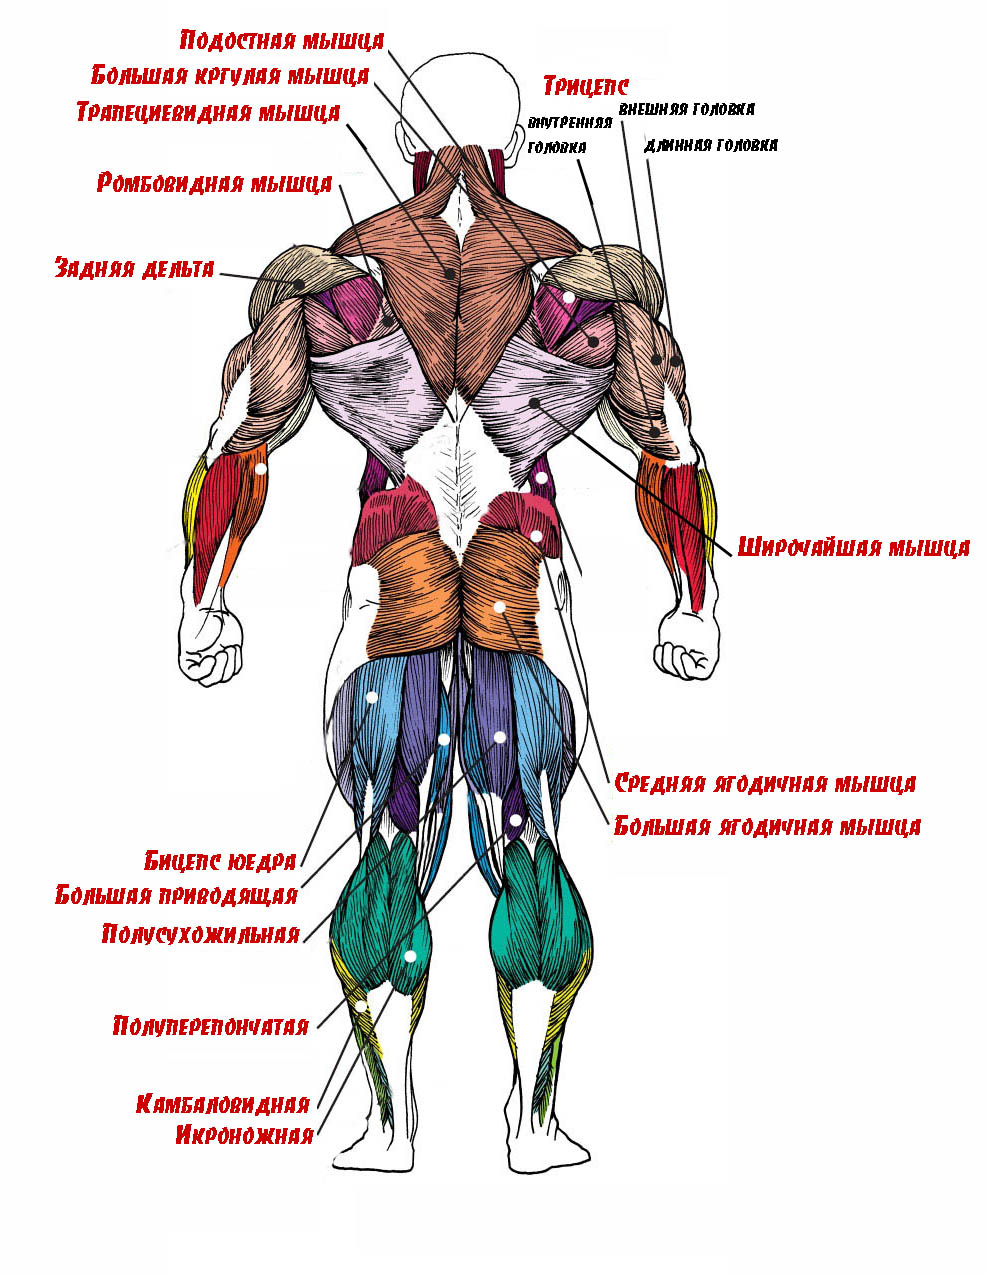 Подостная мышца
Большая кргулая мышца
Трапециевидная мышца
Ромбовидная мышца
Задняя дельта
Трицепс
внешняя головка
внутренняя
головка
длинная головка
Широчайшая мышца
Средняя ягодичная мышца
Большая ягодичная мышца
Бицепс юедра
Большая приводящая
Полусухожильная
Полуперепончатая
Камбаловидная
Икроножная